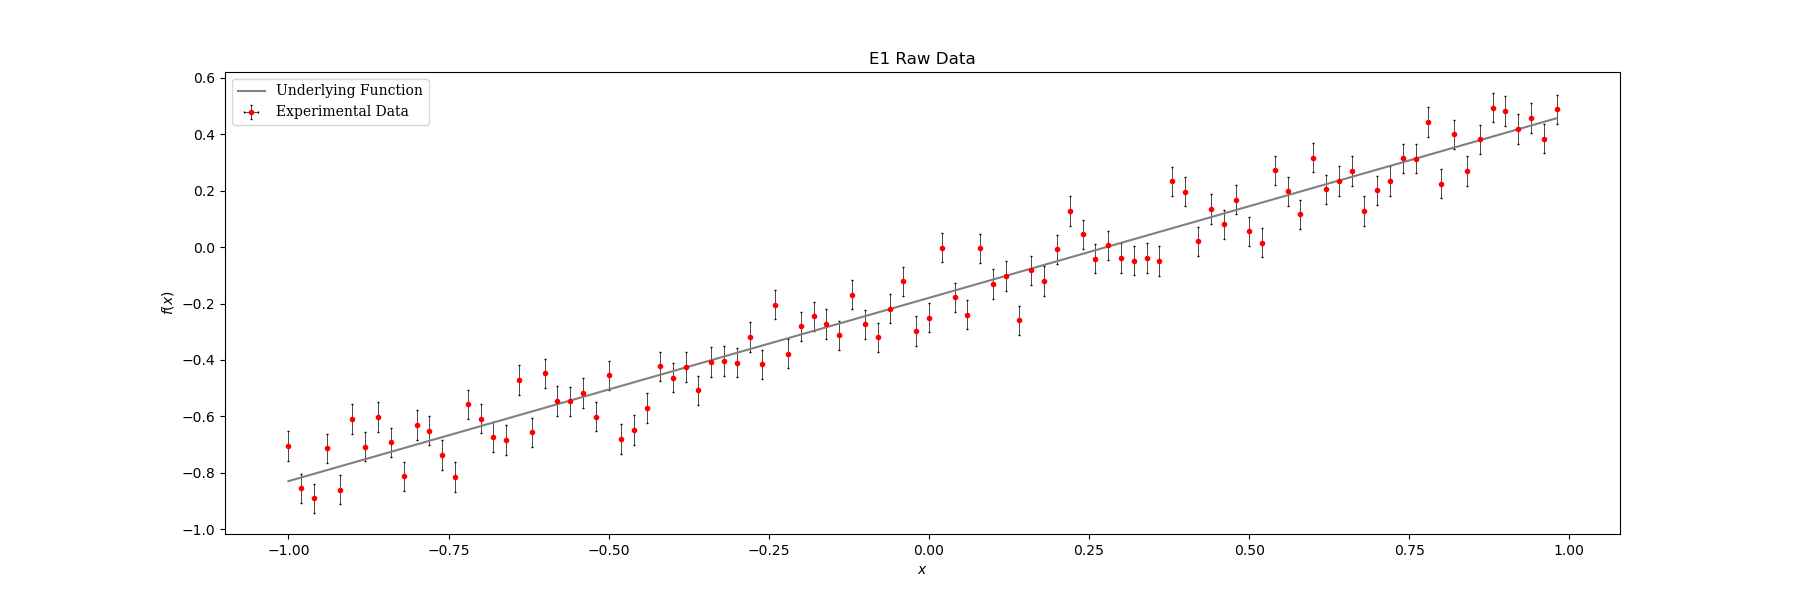 E1 Raw Data
Underlying Function
Experimental Data
f(x)
0.6
0.4
0.2
0.0
−0.2
−0.4
−0.6
−0.8
−1.0
−1.00 −0.75 −0.50 −0.25 0.00 0.25 0.50 0.75 1.00
x